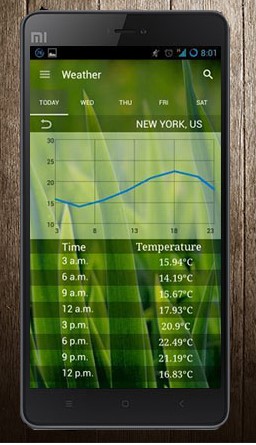 mi
8:01
Weather
TODAY WED THU FRI SAT
NEW YORK, US
30
25
20
15
10
3 8 13 18 23
Time Temperature
3 a.m. 15.94°C
6 a.m. 14.19°C
9 a.m. 15.67°C
12 a.m. 17.93°C
3 p.m. 20.9°C
6 p.m. 22.49°C
9 p.m. 21.19°C
12 p.m. 16.83°C